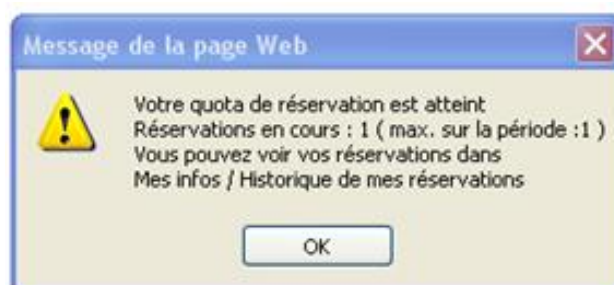 Message de la page Web
Votre quota de réservation est atteint
Réservations en cours : 1 ( max. sur la période :1 )
Vous pouvez voir vos réservations dans
Mes infos / Historique de mes réservations
OK